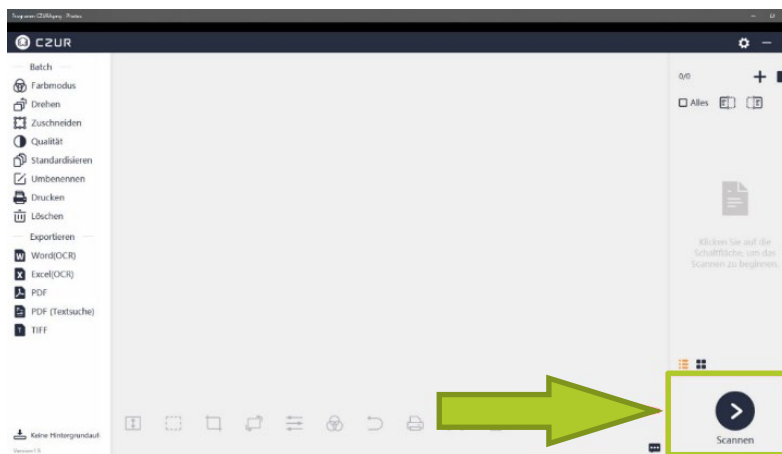 CZUR
Batch
Farbmodus
Drehen
Zuschneiden
Qualität
Standardisieren
Umbenennen
Drucken
Löschen
Exportieren
Word(OCR)
Excel(OCR)
PDF
PDF (Textsuche)
TIFF
Keine Hintergrundauf
0/0
Alles
Klicken Sie auf die
Schaltfläche, um das
Scannen zu beginnen.
Scannen